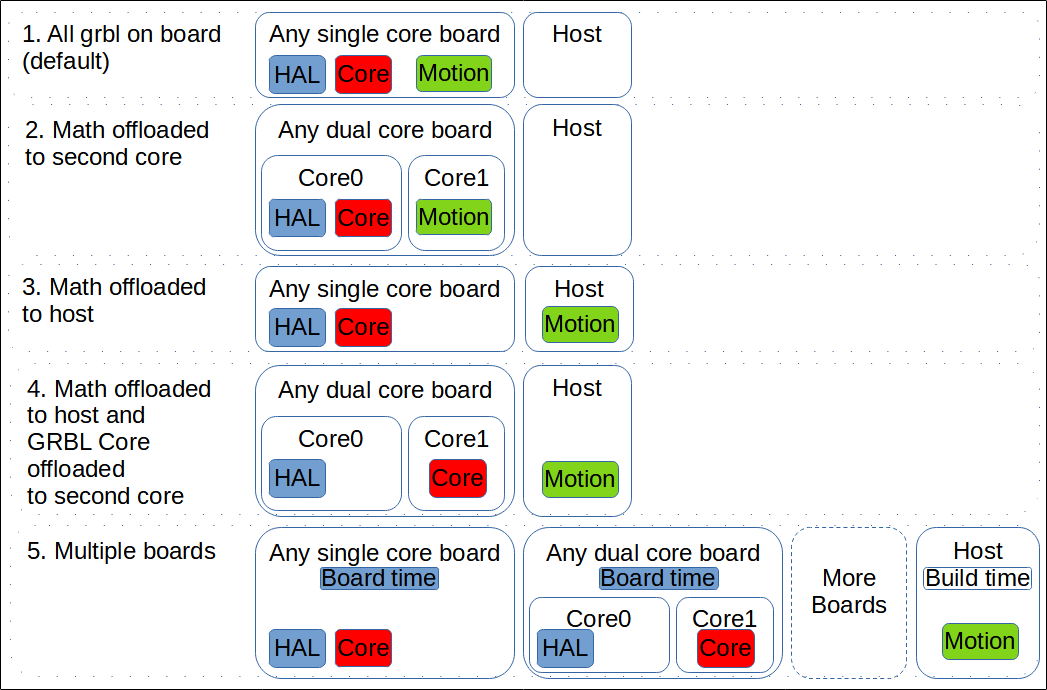 1. All grbl on board
(default)
Any single core board
HAL Core Motion
Host
2. Math offloaded
to second core
Any dual core board
Core0
HAL Core
Core1
Motion
Host
3. Math offloaded
to host
Any single core board
HAL Core
Host
Motion
4. Math offloaded
to host and
GRBL Core
offloaded
to second core
Any dual core board
Core0
HAL
Core1
Core
Host
Motion
5. Multiple boards
Any single core board
Board time
HAL Core
Any dual core board
Board time
Core0
HAL
Core1
Core
More
Boards
Host
Build time
Motion